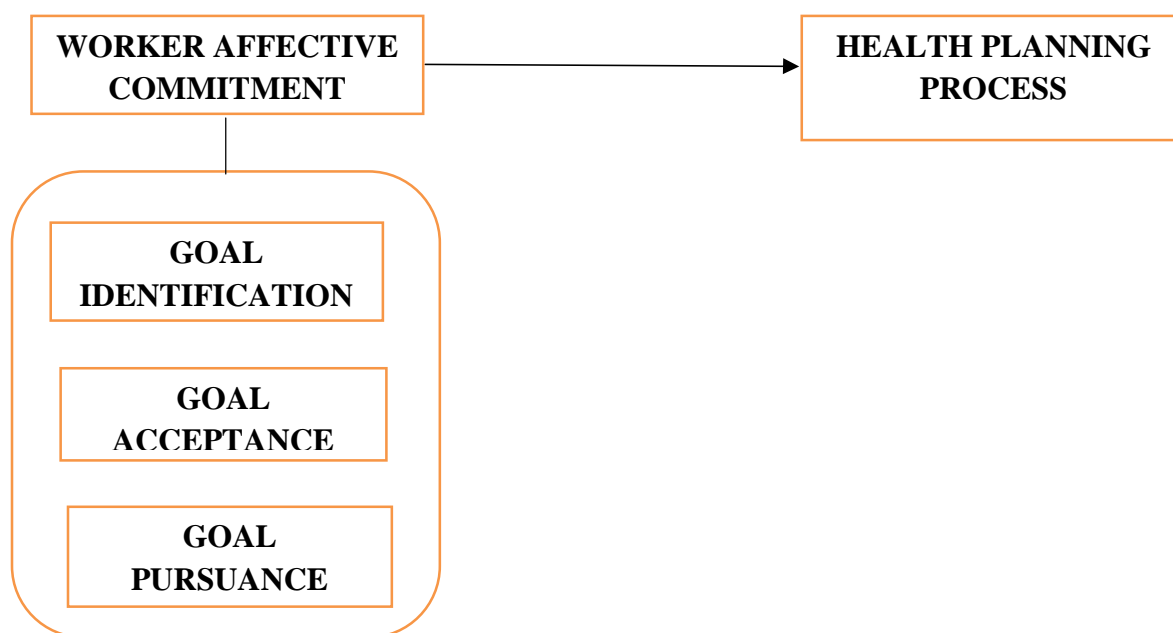 WORKER AFFECTIVE
COMMITMENT
HEALTH PLANNING
PROCESS
GOAL
IDENTIFICATION
GOAL
ACCEPTANCE
GOAL
PURSUANCE